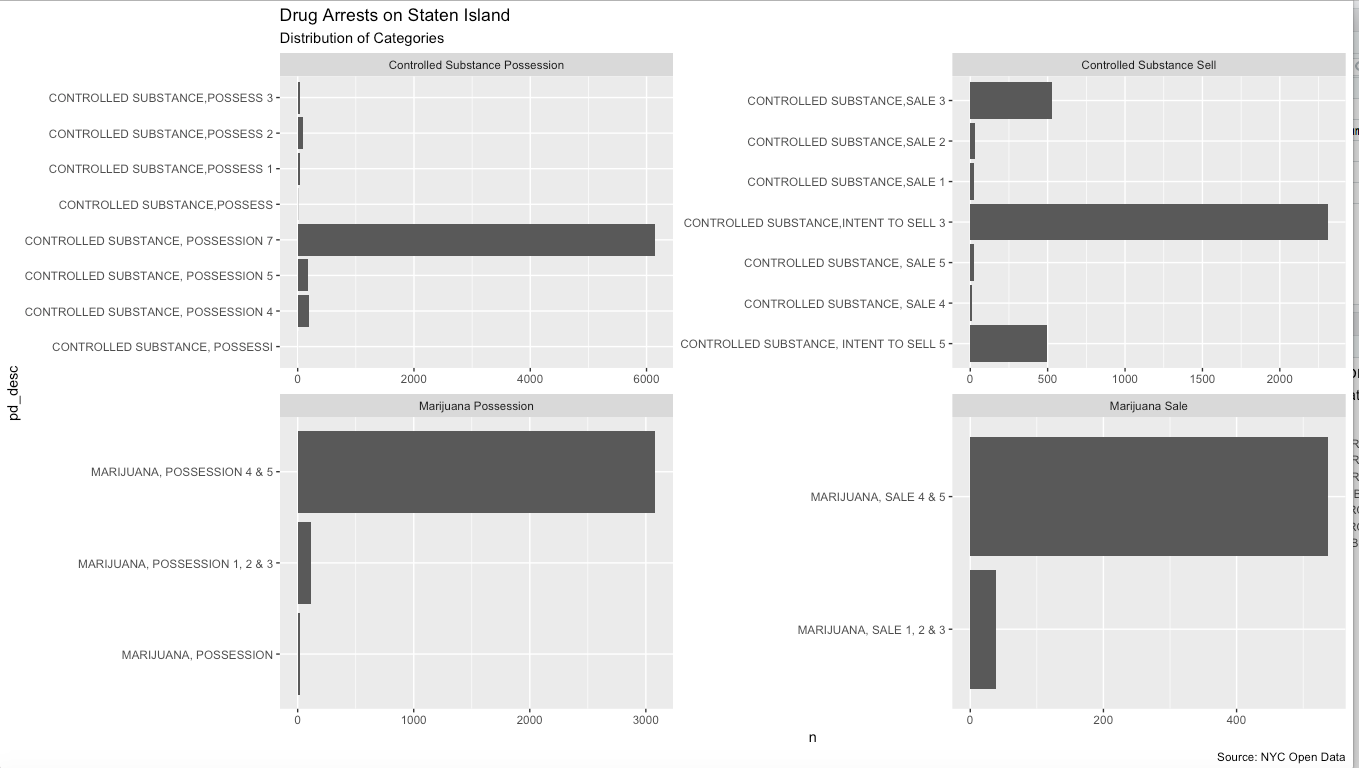 Drug Arrests on Staten Island
Distribution of Categories
Controlled Substance Possession
CONTROLLED SUBSTANCE,POSSESS 3
CONTROLLED SUBSTANCE,POSSESS 2
CONTROLLED SUBSTANCE,POSSESS 1
CONTROLLED SUBSTANCE,POSSESS
CONTROLLED SUBSTANCE, POSSESSION 7
CONTROLLED SUBSTANCE, POSSESSION 5
CONTROLLED SUBSTANCE, POSSESSION 4
CONTROLLED SUBSTANCE, POSSESSI
0 2000 4000 6000
Controlled Substance Sell
CONTROLLED SUBSTANCE,SALE 3
CONTROLLED SUBSTANCE,SALE 2
CONTROLLED SUBSTANCE,SALE 1
CONTROLLED SUBSTANCE,INTENT TO SELL 3
CONTROLLED SUBSTANCE, SALE 5
CONTROLLED SUBSTANCE, SALE 4
CONTROLLED SUBSTANCE, INTENT TO SELL 5
0 500 1000 1500 2000
pd_desc
Marijuana Possession
MARIJUANA, POSSESSION 4 & 5
MARIJUANA, POSSESSION 1, 2 & 3
MARIJUANA, POSSESSION
0 1000 2000 3000
Marijuana Sale
MARIJUANA, SALE 4 & 5
MARIJUANA, SALE 1, 2 & 3
0 200 400
n
Source: NYC Open Data